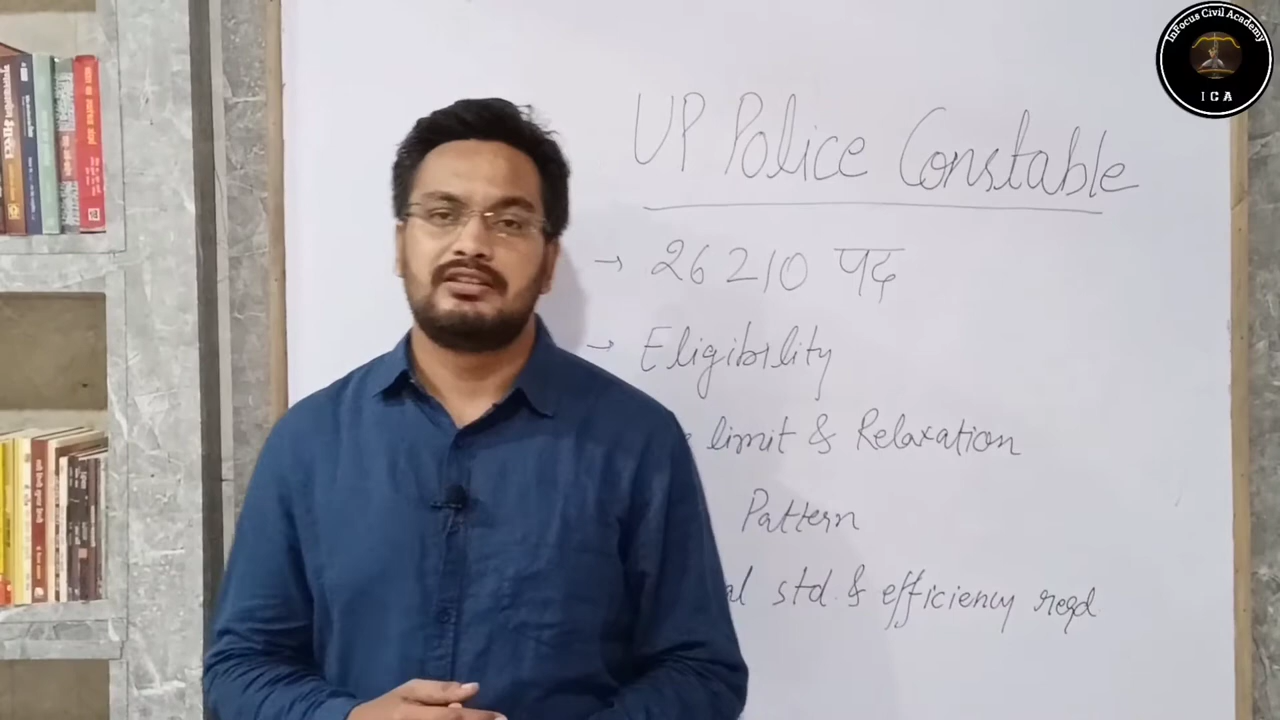 InFocus Civil Academy
ICA
UP Police Constable
→ 26210 पद
→ Eligibility
limit & Relaxation
Pattern
al std. & efficiency reqd.